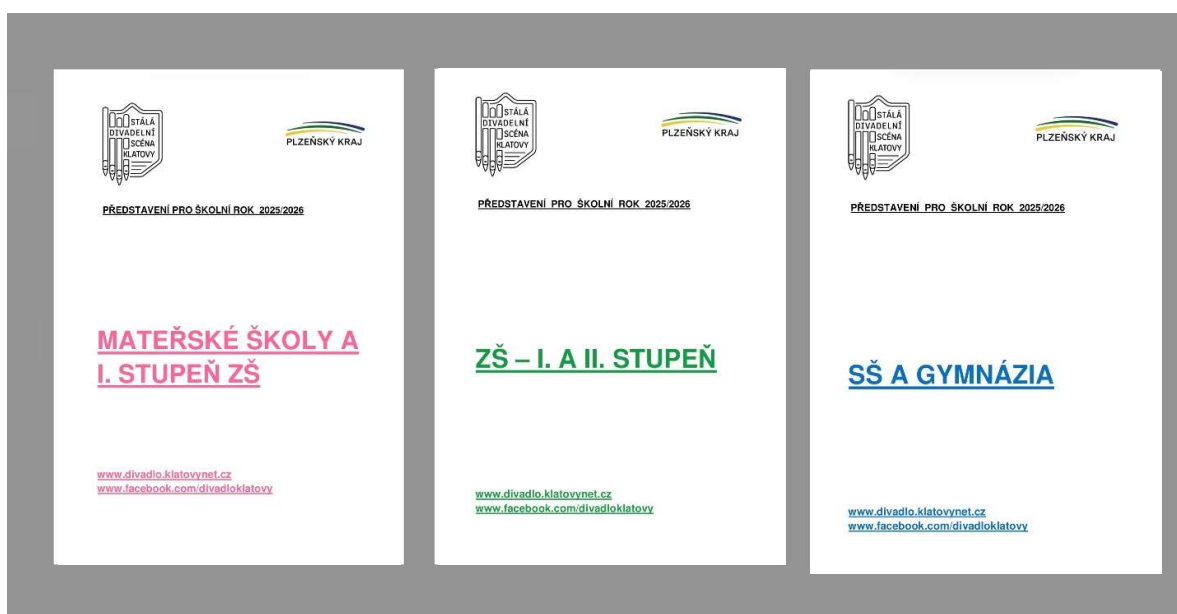 STÁLÁ
DIVADELNÍ
SCÉNA
KLATOVY
PLZEŇSKÝ KRAJ
PŘEDSTAVENÍ PRO ŠKOLNÍ ROK 2025/2026
MATEŘSKÉ ŠKOLY A
I. STUPEŇ ZŠ
www.divadlo.klatovynet.cz
www.facebook.com/divadloklatovy
STÁLÁ
DIVADELNÍ
SCÉNA
KLATOVY
PLZEŇSKÝ KRAJ
PŘEDSTAVENÍ PRO ŠKOLNÍ ROK 2025/2026
ZŠ – I. A II. STUPEŇ
www.divadlo.klatovynet.cz
www.facebook.com/divadloklatovy
STÁLÁ
DIVADELNÍ
SCÉNA
KLATOVY
PLZEŇSKÝ KRAJ
PŘEDSTAVENÍ PRO ŠKOLNÍ ROK 2025/2026
SŠ A GYMNÁZIA
www.divadlo.klatovynet.cz
www.facebook.com/divadloklatovy